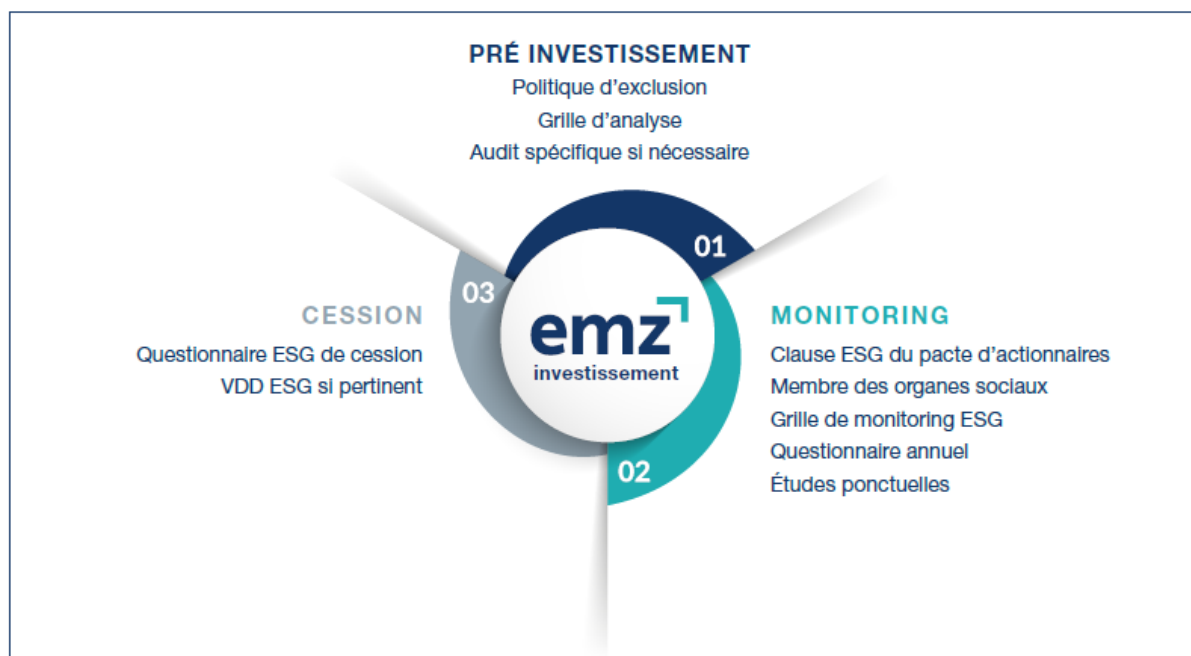 PRÉ INVESTISSEMENT
Politique d'exclusion
Grille d'analyse
Audit spécifique si nécessaire
01
MONITORING
Clause ESG du pacte d'actionnaires
Membre des organes sociaux
Grille de monitoring ESG
Questionnaire annuel
Études ponctuelles
02
03
CESSION
Questionnaire ESG de cession
VDD ESG si pertinent
emz
investissement